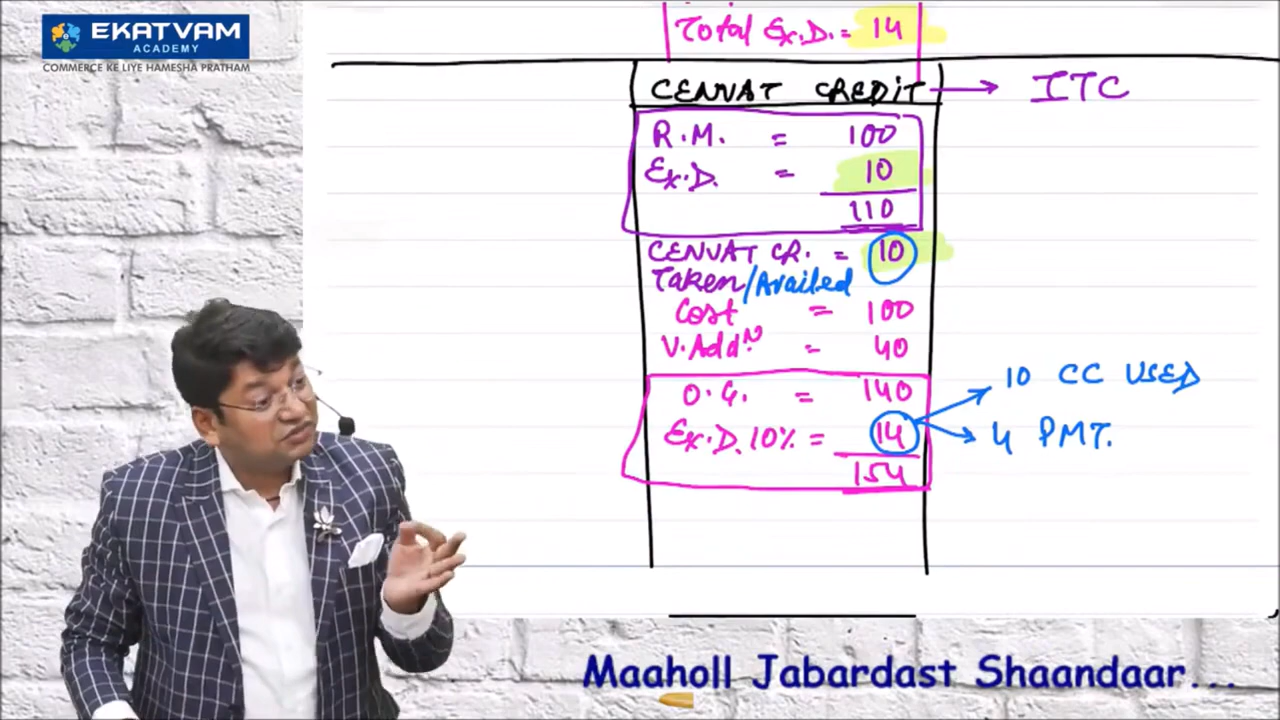 EKATVAM
ACADEMY
COMMERCE KE LIYE HAMESHA PRATHAM
Total Ex.D. = 14
CENVAT CREDIT → ITC
R.M. = 100
Ex.D. = 10
110
CENVAT CR. = 10
Taken/Availed
Cost = 100
V.Addⁿ = 40
O.G. = 140
Ex.D. 10% = 14
154
10 CC USED
4 PMT.
Maaholl Jabardast Shaandaar...